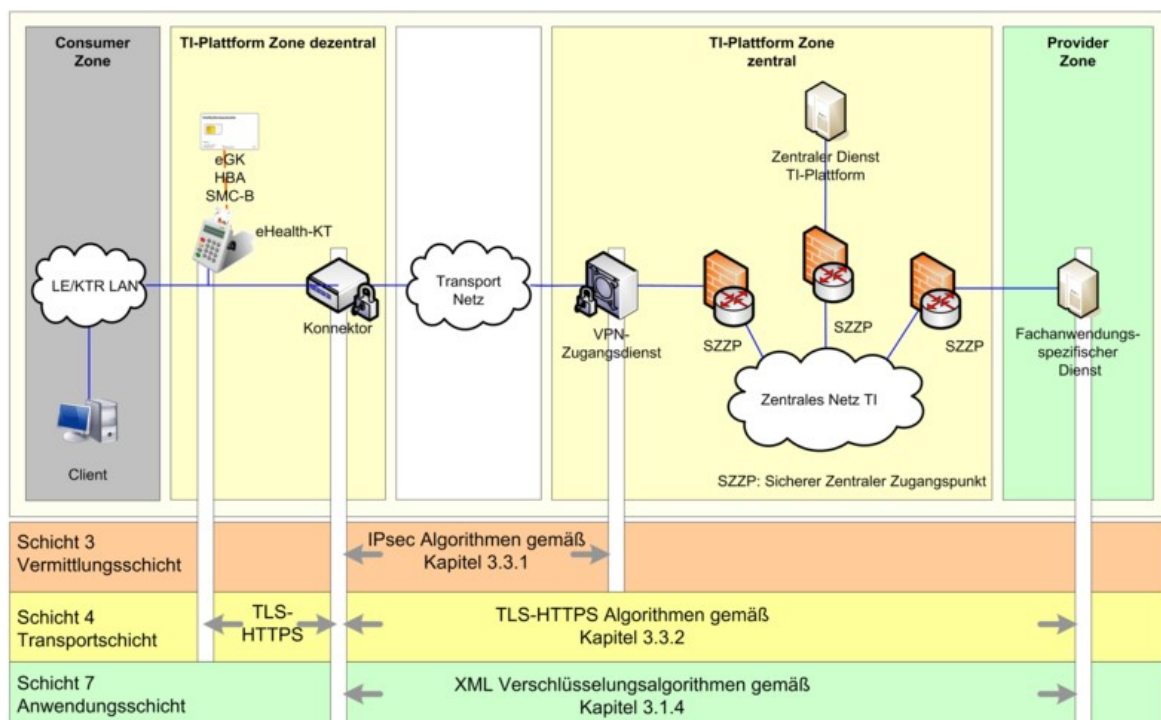 Consumer
Zone
TI-Plattform Zone dezentral
TI-Plattform Zone
zentral
Provider
Zone
eGK
HBA
SMC-B
eHealth-KT
LE/KTR LAN
Konnektor
Transport
Netz
VPN-
Zugangsdienst
Zentraler Dienst
TI-Plattform
SZZP
SZZP
SZZP
Fachanwendungs-
spezifischer
Dienst
Zentrales Netz TI
Client
SZZP: Sicherer Zentraler Zugangspunkt
Schicht 3
Vermittlungsschicht
IPsec Algorithmen gemäß
Kapitel 3.3.1
Schicht 4
Transportschicht
TLS-
HTTPS
TLS-HTTPS Algorithmen gemäß
Kapitel 3.3.2
Schicht 7
Anwendungsschicht
XML Verschlüsselungsalgorithmen gemäß
Kapitel 3.1.4